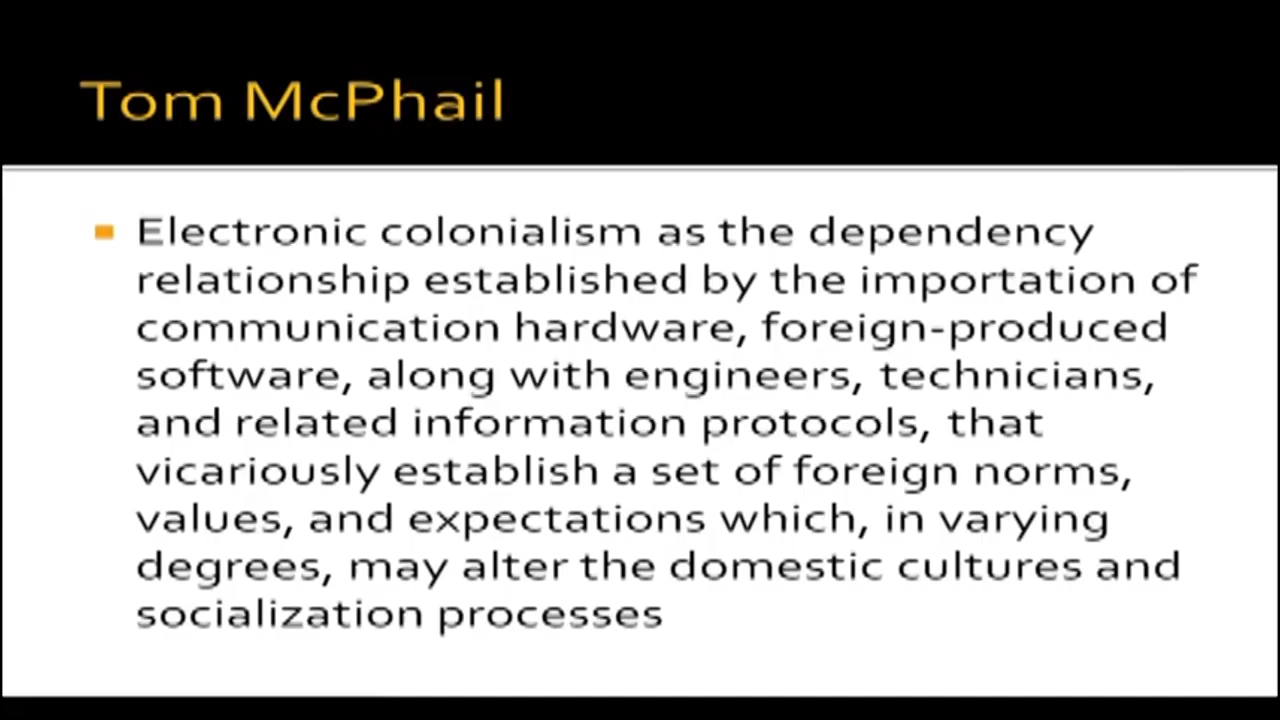 Tom McPhail
Electronic colonialism as the dependency
relationship established by the importation of
communication hardware, foreign-produced
software, along with engineers, technicians,
and related information protocols, that
vicariously establish a set of foreign norms,
values, and expectations which, in varying
degrees, may alter the domestic cultures and
socialization processes